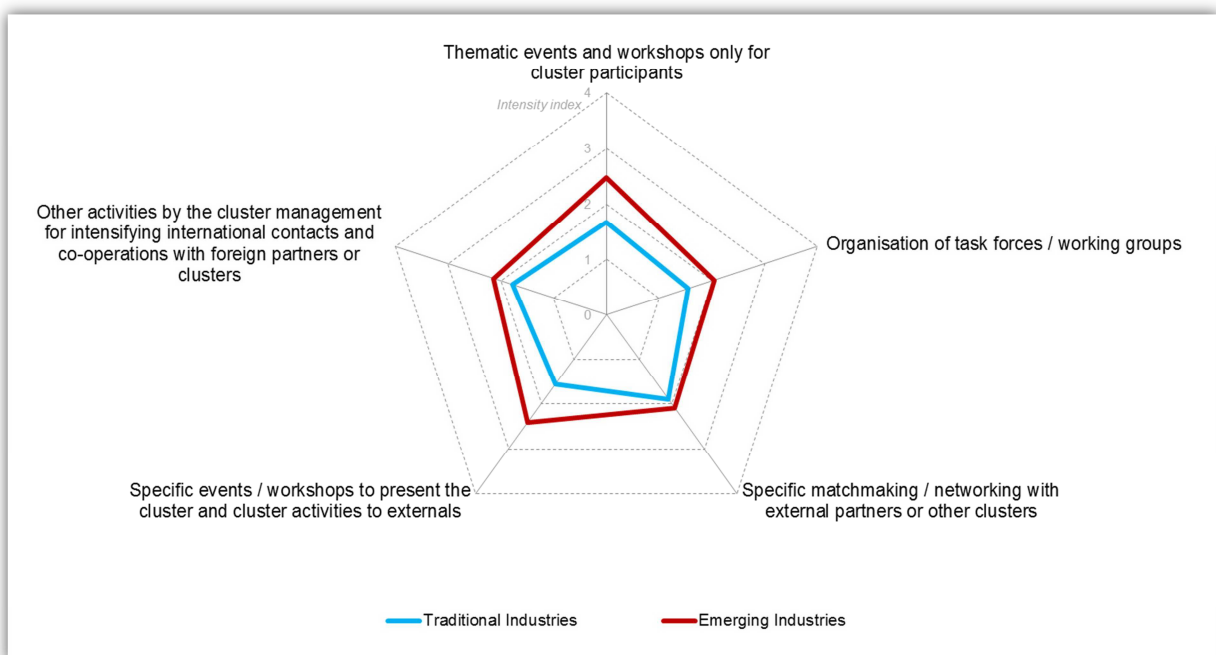 Thematic events and workshops only for
cluster participants
4
Intensity index
3
2
1
0
Other activities by the cluster management
for intensifying international contacts and
co-operations with foreign partners or
clusters
Organisation of task forces / working groups
Specific events / workshops to present the
cluster and cluster activities to externals
Specific matchmaking / networking with
external partners or other clusters
Traditional Industries
Emerging Industries